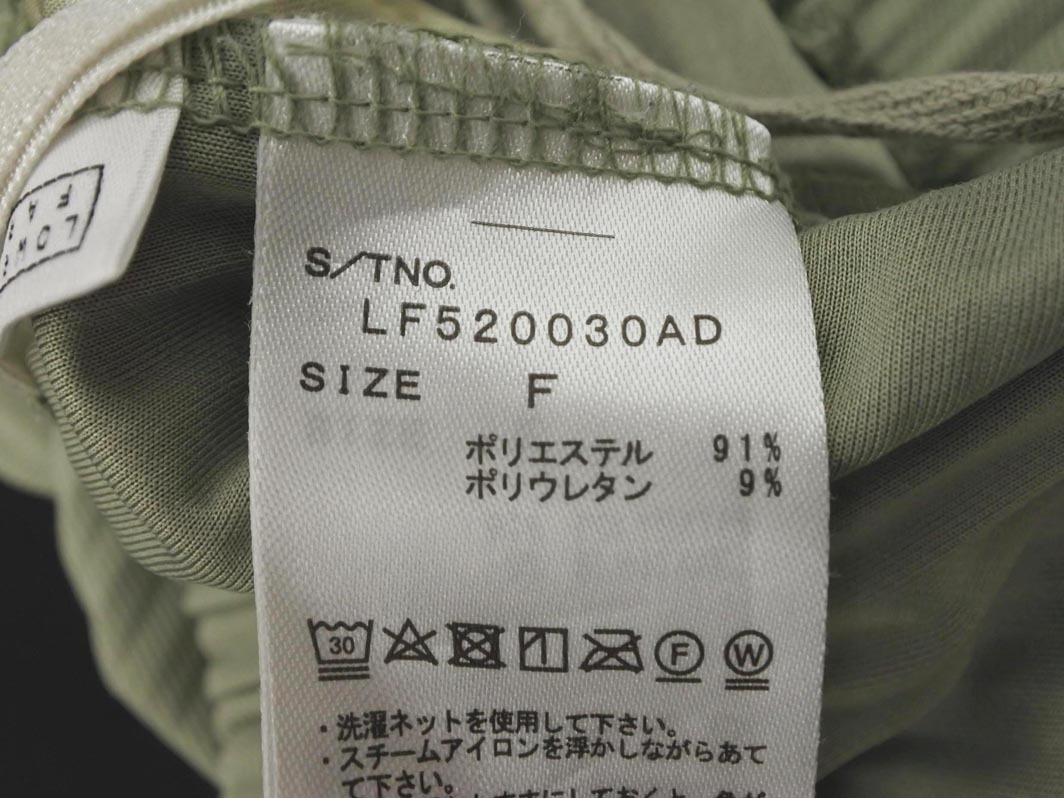 S/TNO.
LF520030AD
SIZE F
ポリエステル 91%
ポリウレタン 9%
30
F
W
・洗濯ネットを使用して下さい。
・スチームアイロンを浮かしながらあて
て下さい。